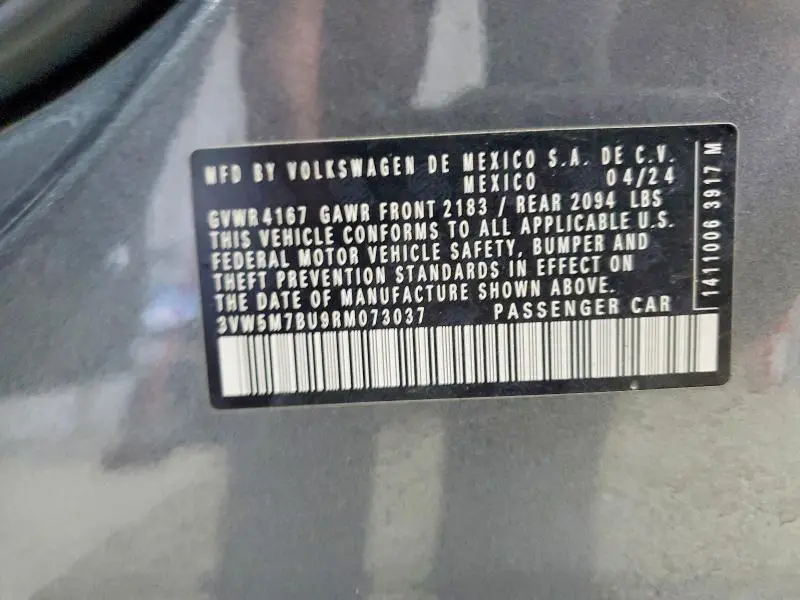 MFD BY VOLKSWAGEN DE MEXICO S.A. DE C.V.
MEXICO 04/24
GVWR 4167 GAWR FRONT 2183 / REAR 2094 LBS
THIS VEHICLE CONFORMS TO ALL APPLICABLE U.S.
FEDERAL MOTOR VEHICLE SAFETY, BUMPER AND
THEFT PREVENTION STANDARDS IN EFFECT ON
THE DATE OF MANUFACTURE SHOWN ABOVE.
3VW5M7BU9RM073037 PASSENGER CAR
1411006 3917 M